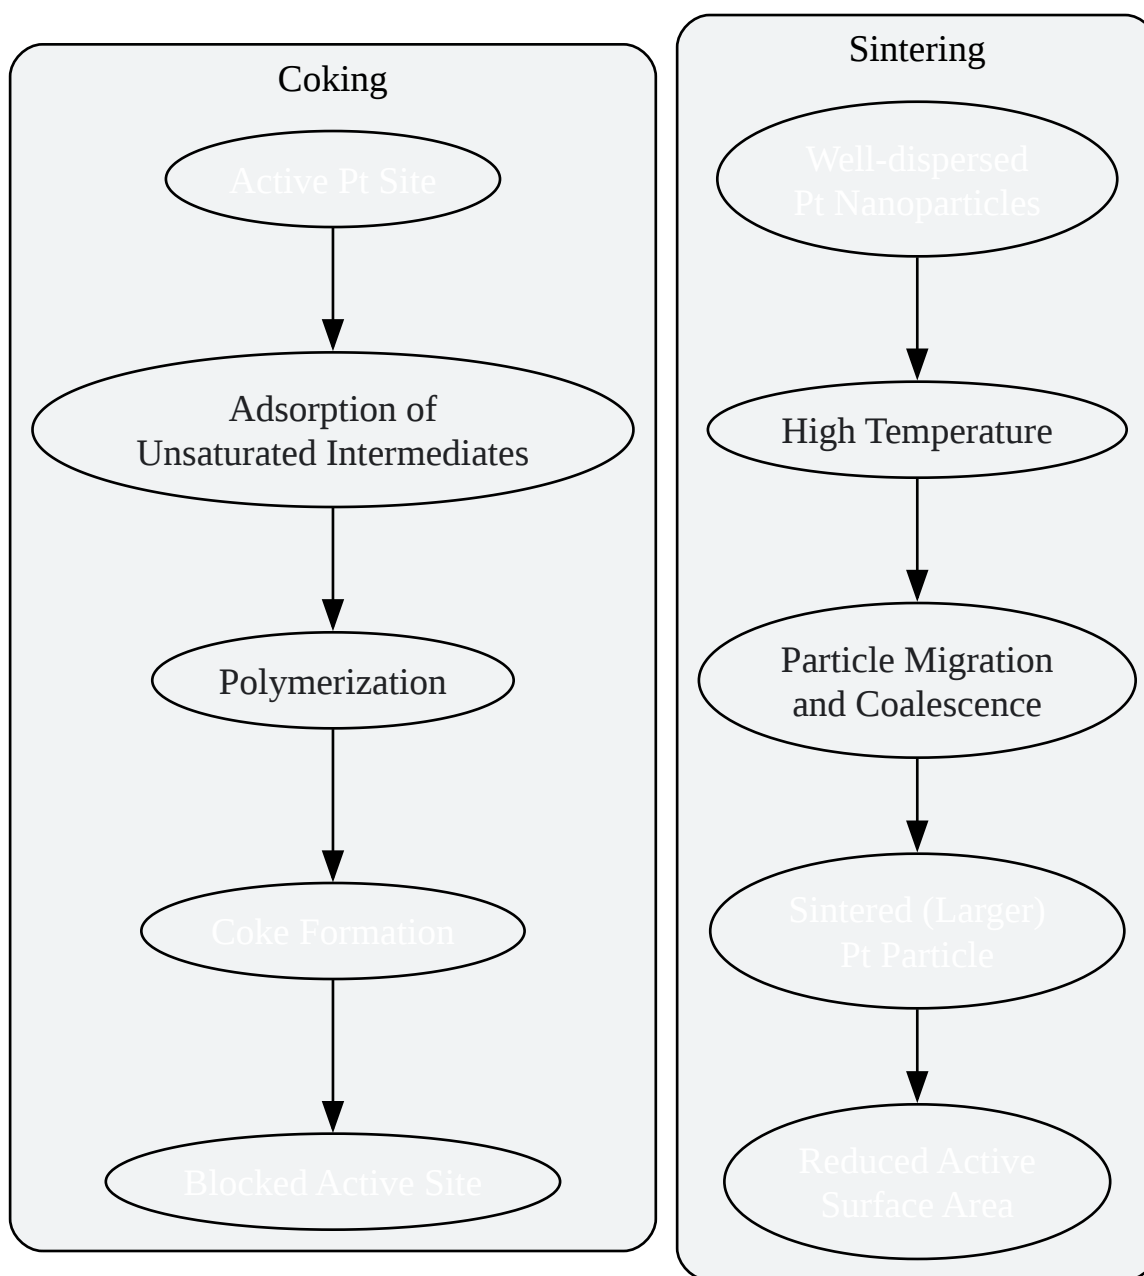 Coking
Active Pt Site
Adsorption of
Unsaturated Intermediates
Polymerization
Coke Formation
Blocked Active Site
Sintering
Well-dispersed
Pt Nanoparticles
High Temperature
Particle Migration
and Coalescence
Sintered (Larger)
Pt Particle
Reduced Active
Surface Area